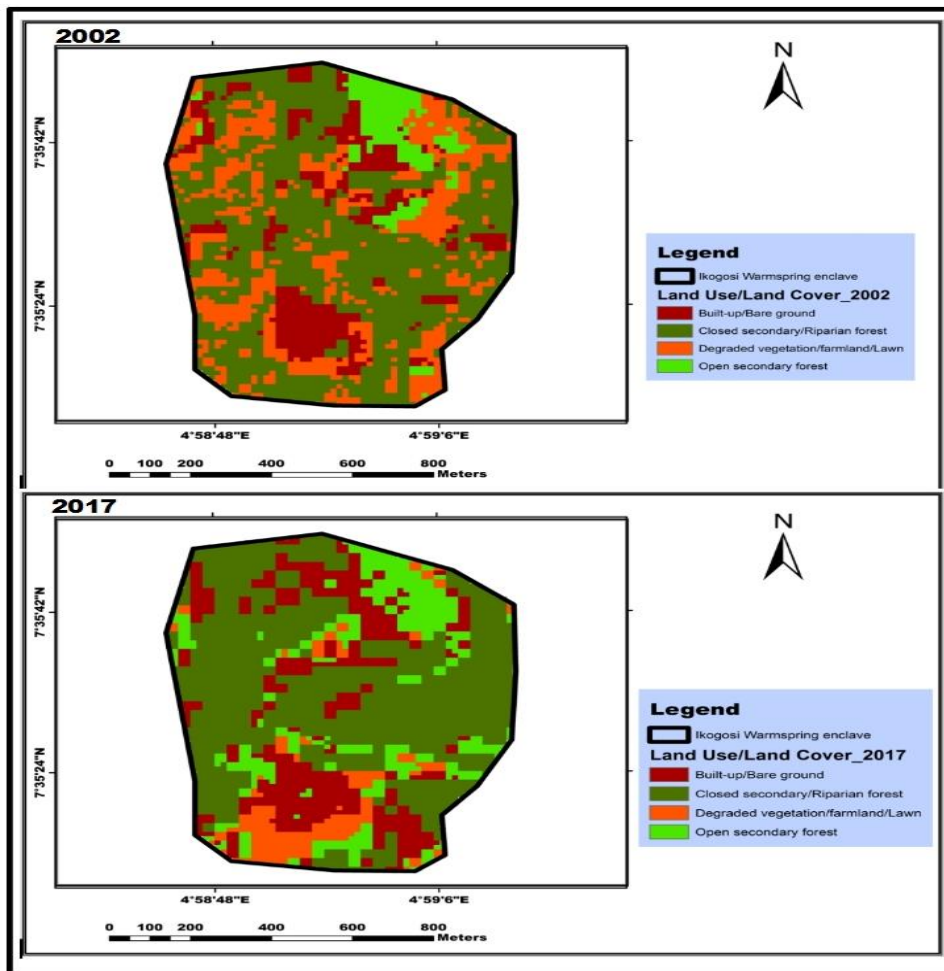 2002
N
7°35'42"N
7°35'24"N
4°58'48"E
4°59'6"E
0 100 200 400 600 800
Meters
Legend
Ikogosi Warmspring enclave
Land Use/Land Cover_2002
Built-up/Bare ground
Closed secondary/Riparian forest
Degraded vegetation/farmland/Lawn
Open secondary forest
2017
N
7°35'42"N
7°35'24"N
4°58'48"E
4°59'6"E
0 100 200 400 600 800
Meters
Legend
Ikogosi Warmspring enclave
Land Use/Land Cover_2017
Built-up/Bare ground
Closed secondary/Riparian forest
Degraded vegetation/farmland/Lawn
Open secondary forest